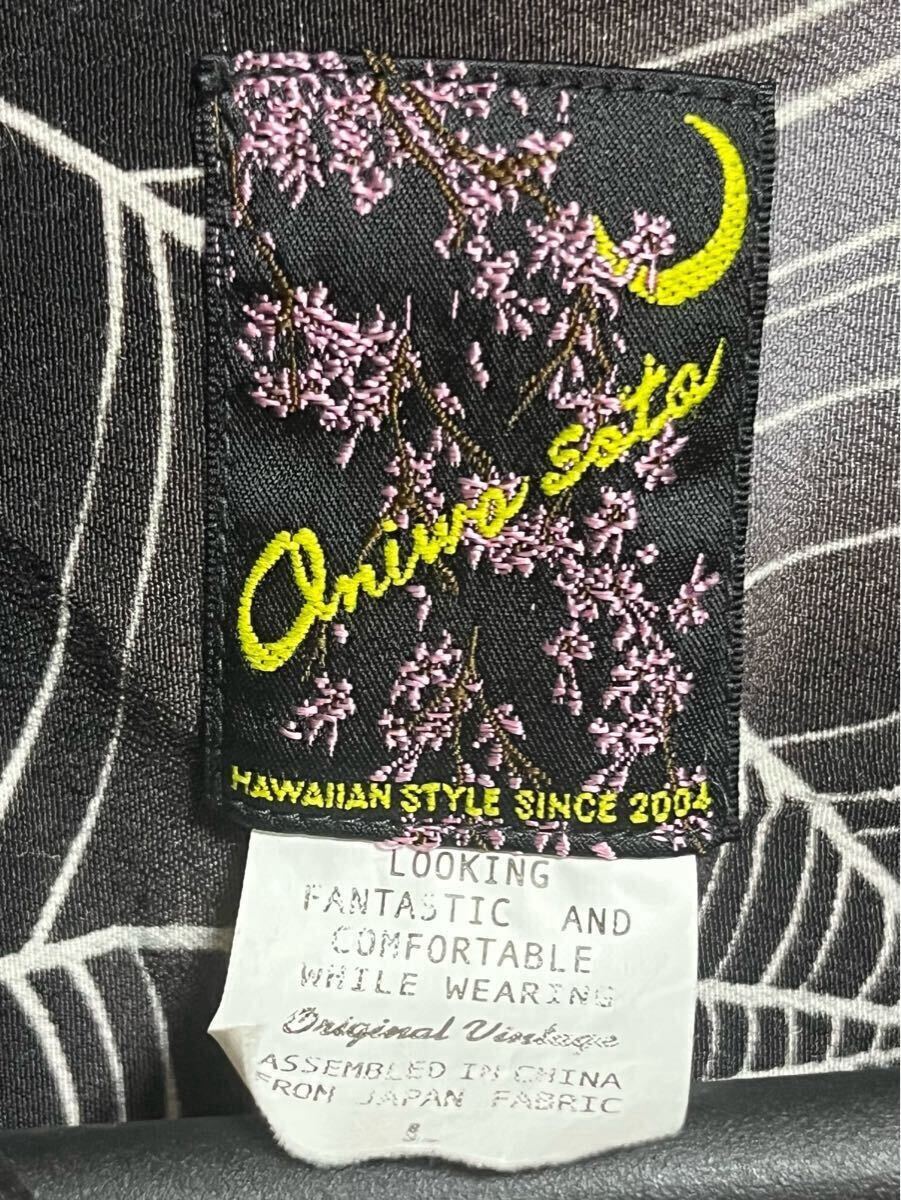 Oniwa Sato
HAWAIIAN STYLE SINCE 2004
LOOKING
FANTASTIC AND
COMFORTABLE
WHILE WEARING
Original Vintage
ASSEMBLED IN CHINA
FROM JAPAN FABRIC